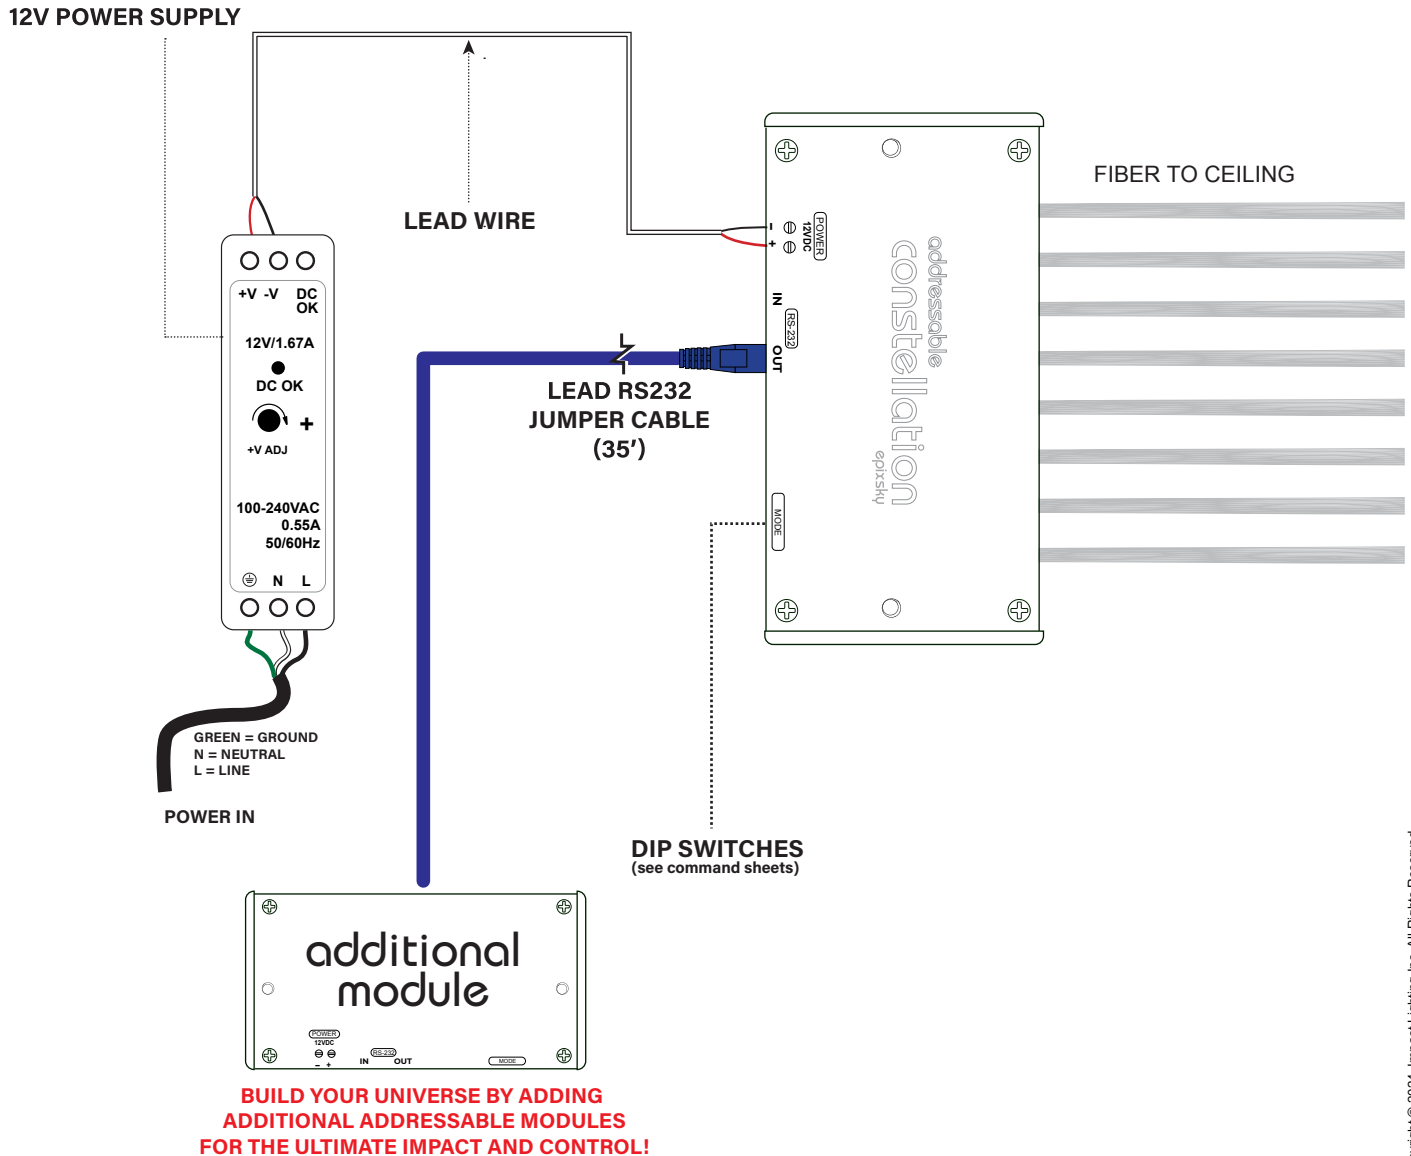 12V POWER SUPPLY
LEAD WIRE
FIBER TO CEILING
+V -V DC
OK
12V/1.67A
DC OK
+
+V ADJ
100-240VAC
0.55A
50/60Hz
N L
GREEN = GROUND
N = NEUTRAL
L = LINE
POWER IN
- +
12VDC
POWER
IN
RS-232
OUT
MODE
addressable
constellation
epixsky
LEAD RS232
JUMPER CABLE
(35')
DIP SWITCHES
(see command sheets)
additional
module
POWER
12VDC
- +
RS-232
IN OUT
MODE
BUILD YOUR UNIVERSE BY ADDING
ADDITIONAL ADDRESSABLE MODULES
FOR THE ULTIMATE IMPACT AND CONTROL!